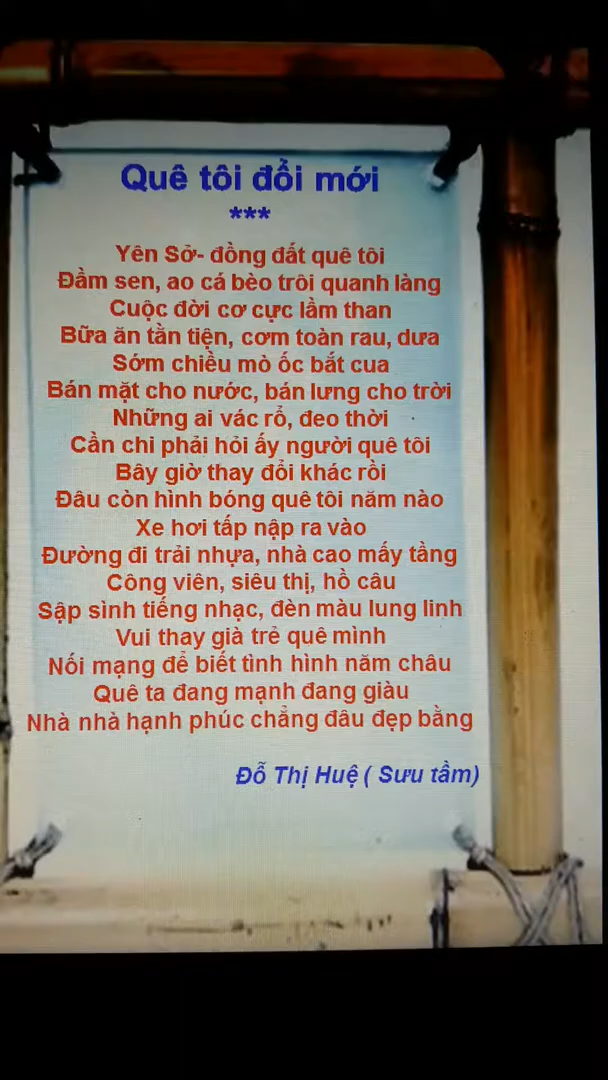 Quê tôi đổi mới
***
Yên Sở- đồng đất quê tôi
Đầm sen, ao cá bèo trôi quanh làng
Cuộc đời cơ cực lầm than
Bữa ăn tằn tiện, cơm toàn rau, dưa
Sớm chiều mò ốc bắt cua
Bán mặt cho nước, bán lưng cho trời
Những ai vác rổ, đeo thời
Cần chi phải hỏi ấy người quê tôi
Bây giờ thay đổi khác rồi
Đâu còn hình bóng quê tôi năm nào
Xe hơi tấp nập ra vào
Đường đi trải nhựa, nhà cao mấy tầng
Công viên, siêu thị, hồ câu
Sập sình tiếng nhạc, đèn màu lung linh
Vui thay già trẻ quê mình
Nối mạng để biết tình hình năm châu
Quê ta đang mạnh đang giàu
Nhà nhà hạnh phúc chẳng đâu đẹp bằng
Đỗ Thị Huệ ( Sưu tầm)